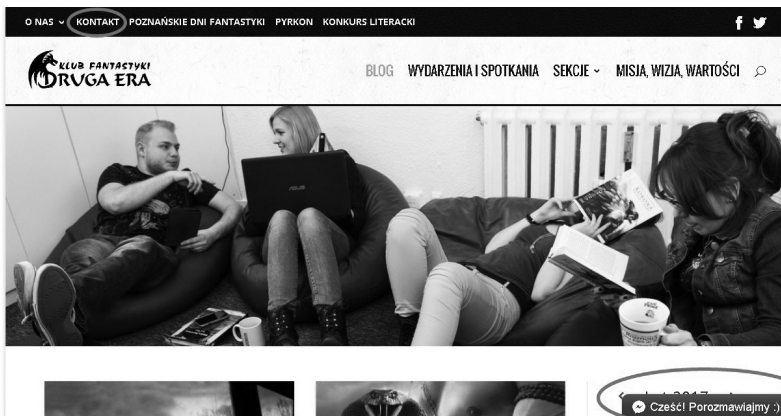 O NAS KONTAKT POZNAŃSKIE DNI FANTASTYKI PYRKON KONKURS LITERACKI
KLUB FANTASTYKI
DRUGA ERA
BLOG WYDARZENIA I SPOTKANIA SEKCJE MISJA, WIZJA, WARTOŚCI
ASUS
2017
Cześć! Porozmawiajmy :)